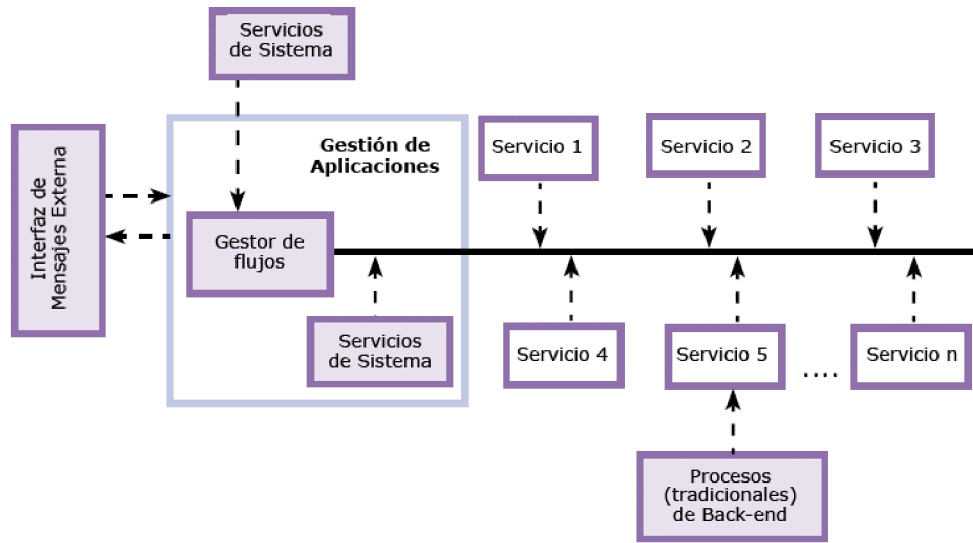 Servicios
de Sistema
Gestión de
Aplicaciones
Servicio 1
Servicio 2
Servicio 3
Interfaz de
Mensajes Externa
Gestor de
flujos
Servicios
de Sistema
Servicio 4
Servicio 5
....
Servicio n
Procesos
(tradicionales)
de Back-end